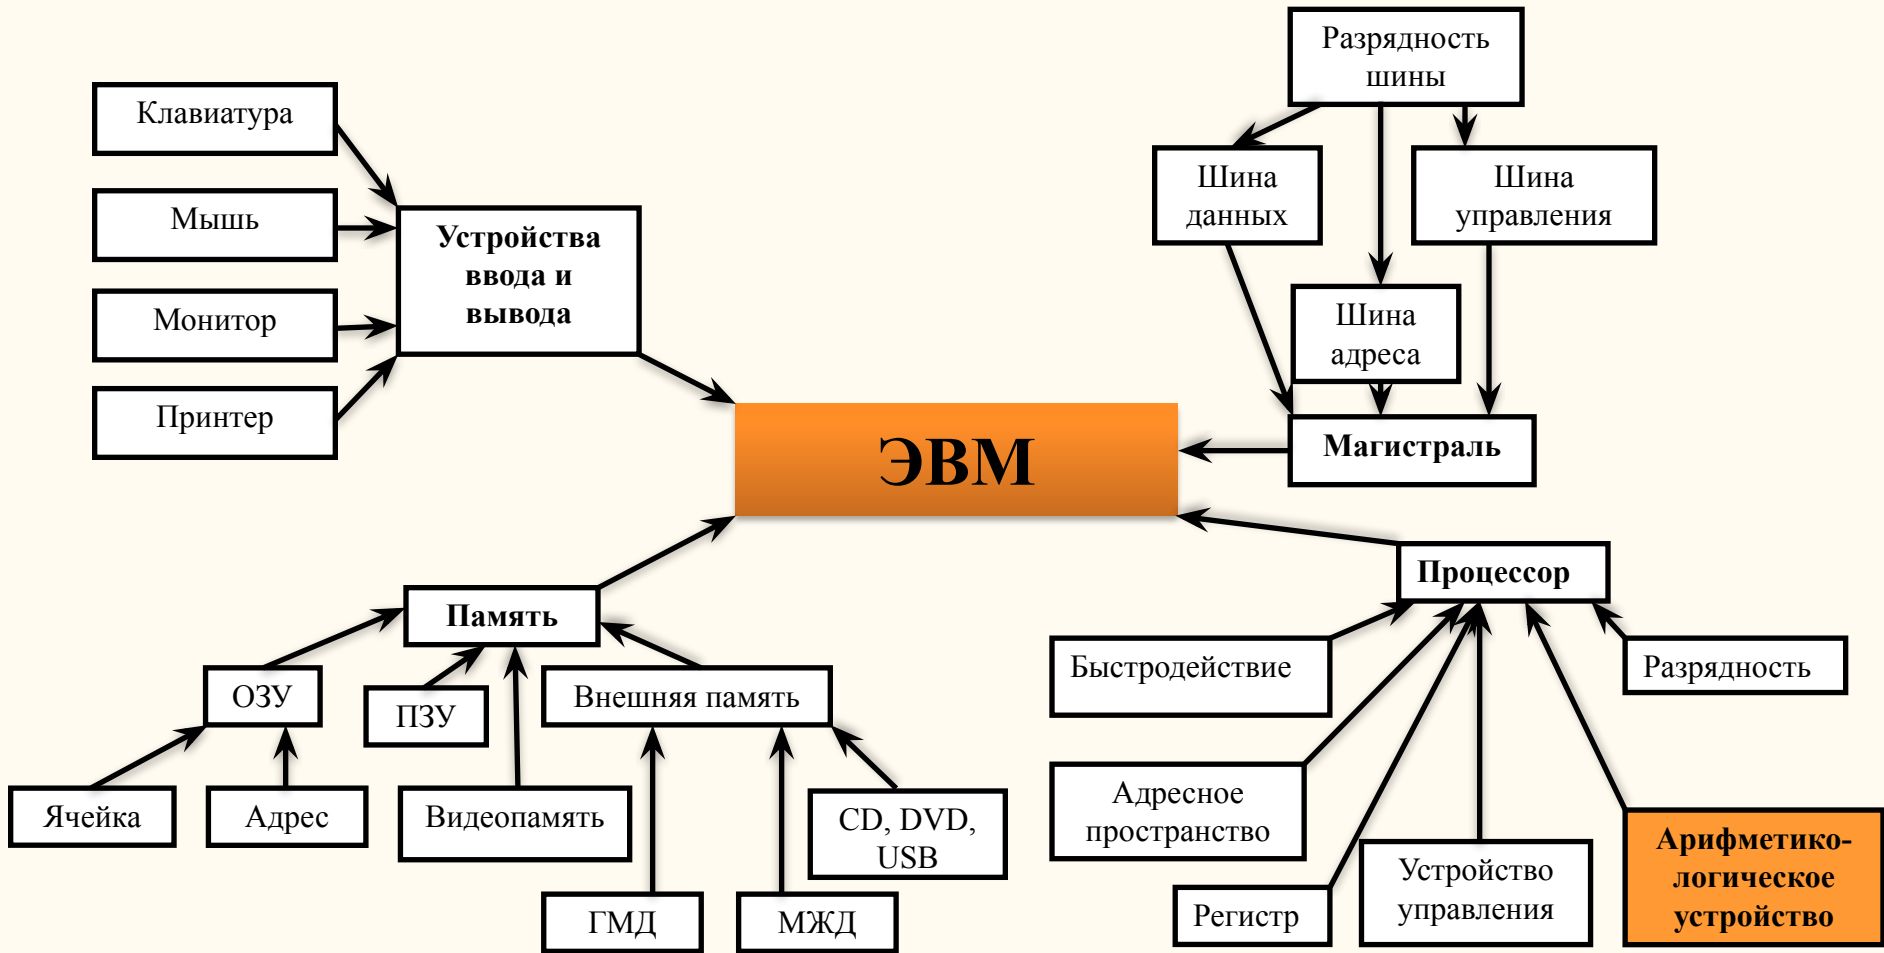 Разрядность
шины
Клавиатура
Шина
данных
Шина
управления
Мышь
Устройства
ввода и
вывода
Монитор
Шина
адреса
Принтер
ЭВМ
Магистраль
Процессор
Память
Быстродействие
Разрядность
ОЗУ
ПЗУ
Внешняя память
Ячейка
Адрес
Видеопамять
CD, DVD,
USB
Адресное
пространство
Арифметико-
логическое
устройство
Устройство
управления
ГМД
МЖД
Регистр